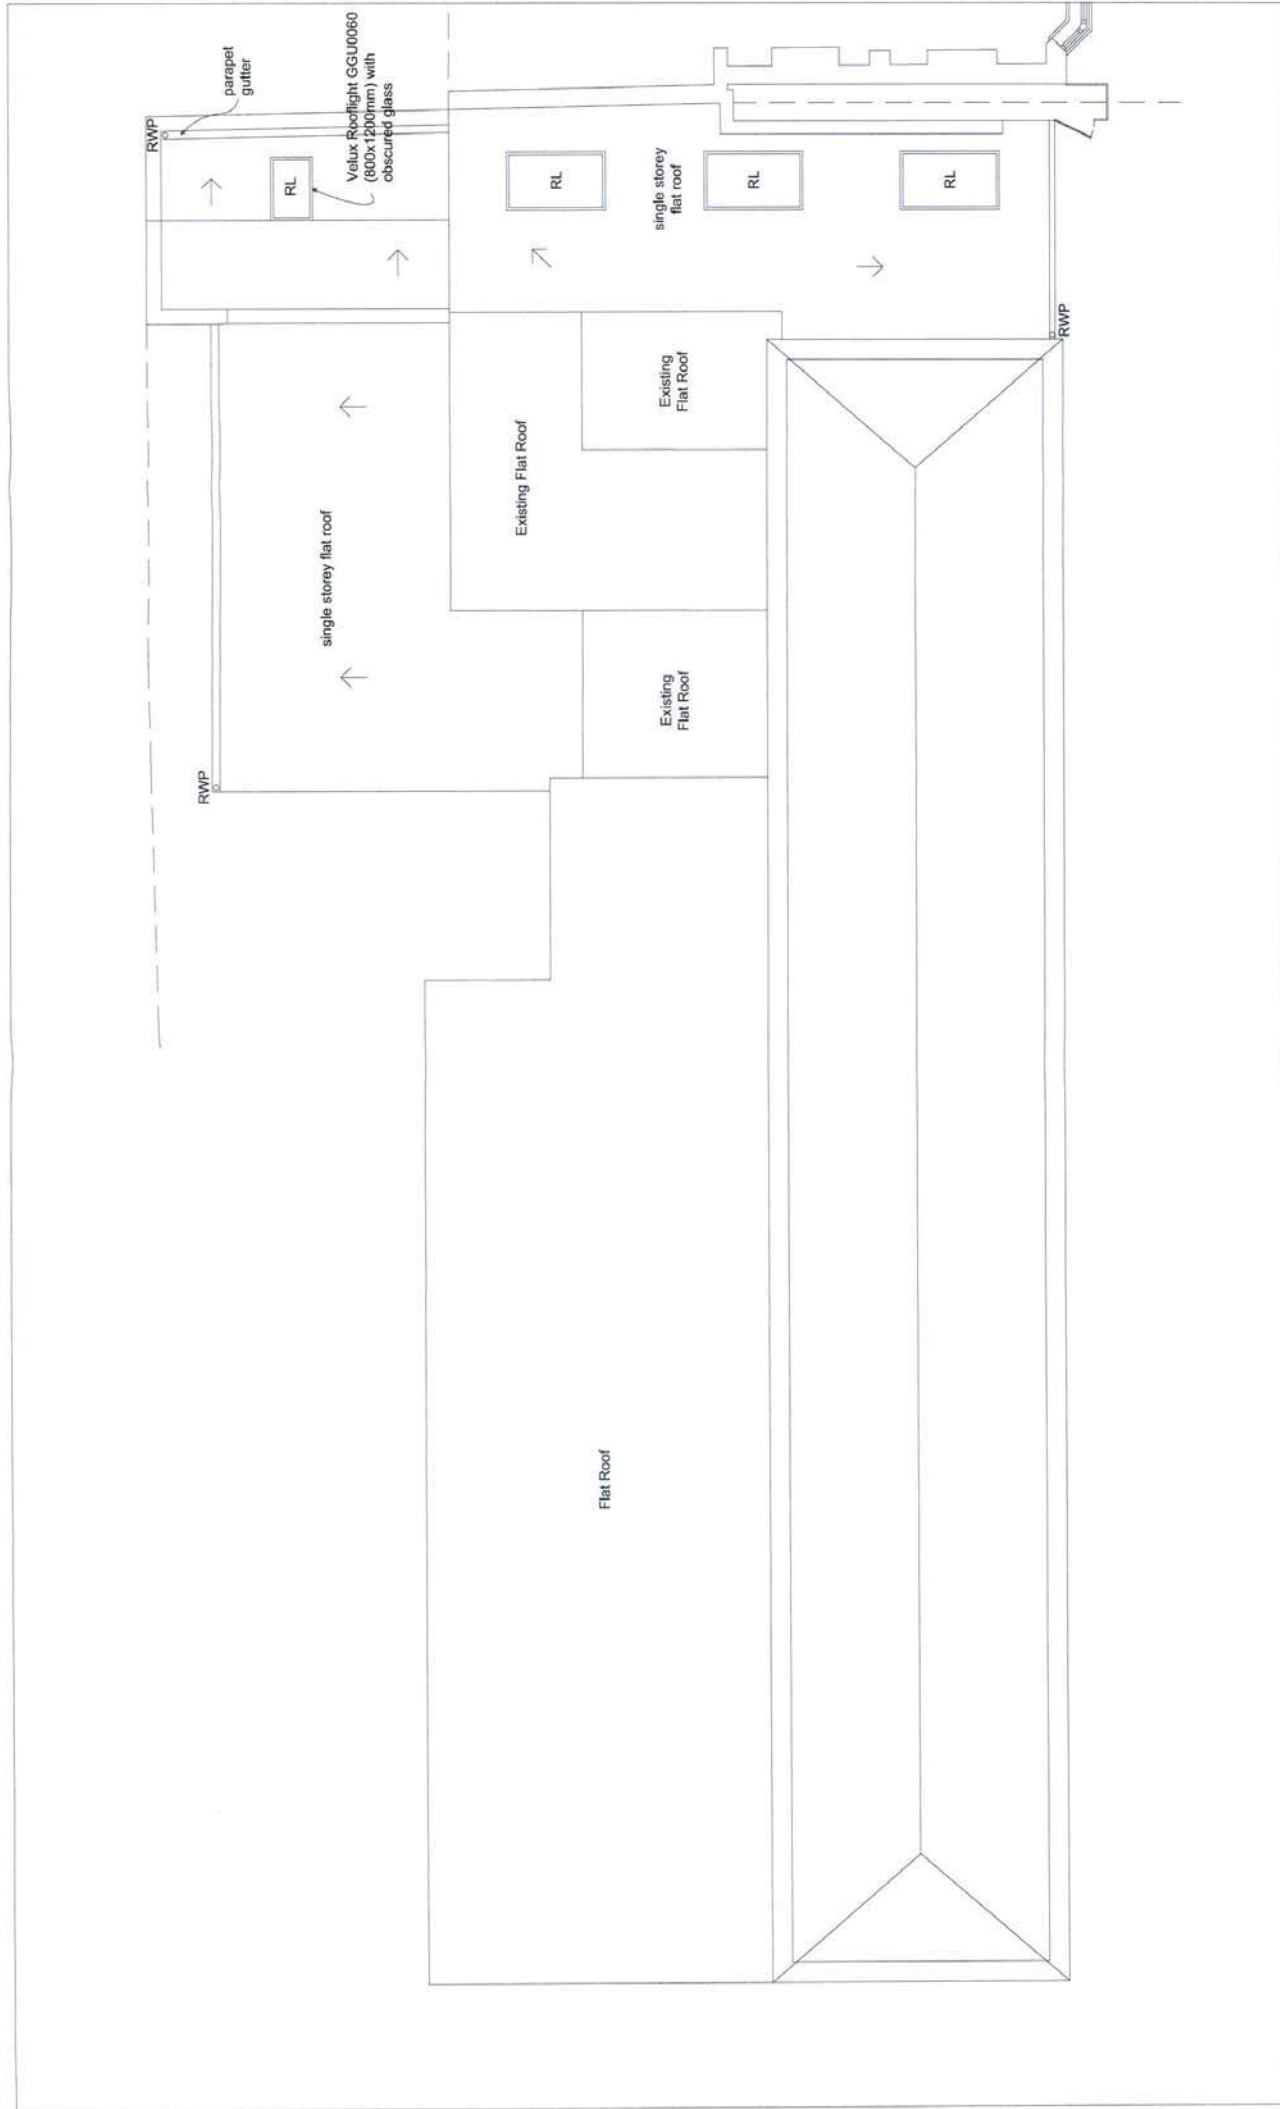 RWP
parapet
gutter
RL
Velux Rooflight GGU0060
(800x1200mm) with
obscured glass
RL
single storey
flat roof
RL
RL
RWP
Existing
Flat Roof
Existing Flat Roof
single storey flat roof
Existing
Flat Roof
RWP
Flat Roof